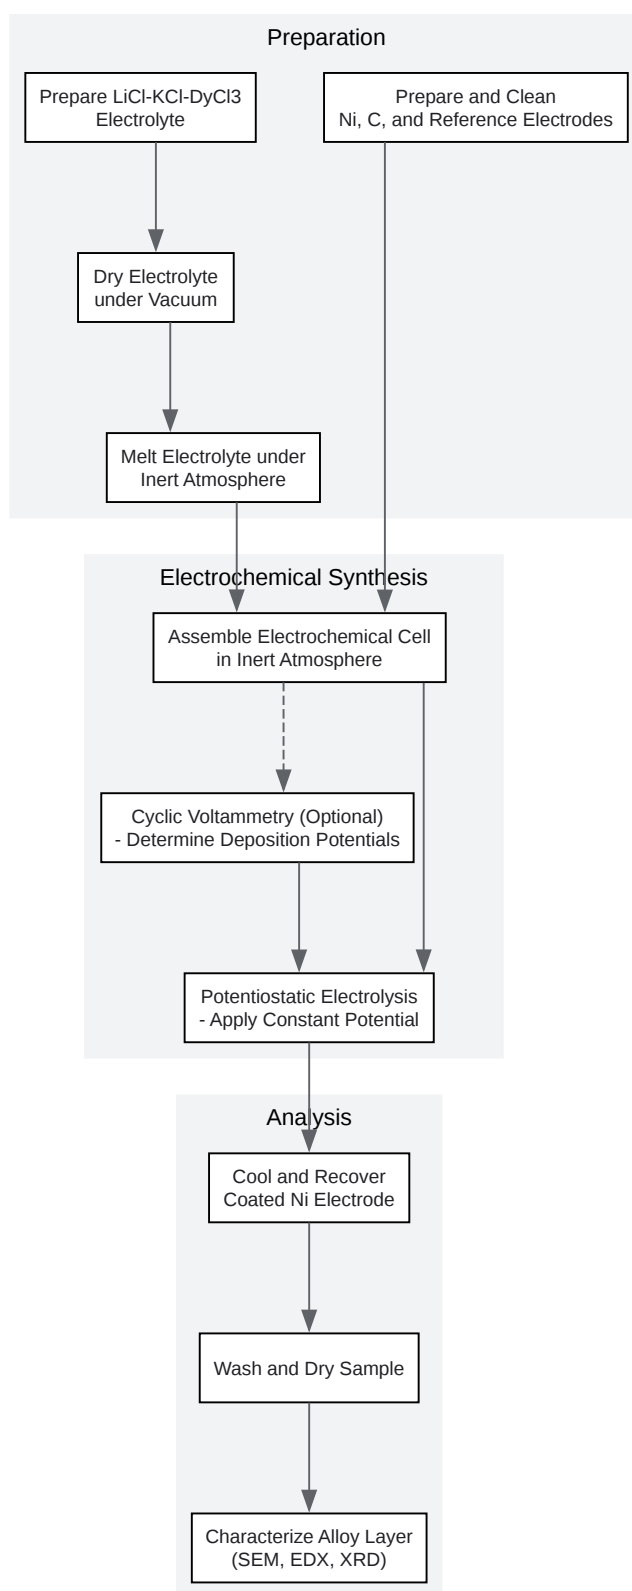 Preparation
Prepare LiCl-KCl-DyCl3
Electrolyte
Prepare and Clean
Ni, C, and Reference Electrodes
Dry Electrolyte
under Vacuum
Melt Electrolyte under
Inert Atmosphere
Electrochemical Synthesis
Assemble Electrochemical Cell
in Inert Atmosphere
Cyclic Voltammetry (Optional)
- Determine Deposition Potentials
Potentiostatic Electrolysis
- Apply Constant Potential
Analysis
Cool and Recover
Coated Ni Electrode
Wash and Dry Sample
Characterize Alloy Layer
(SEM, EDX, XRD)